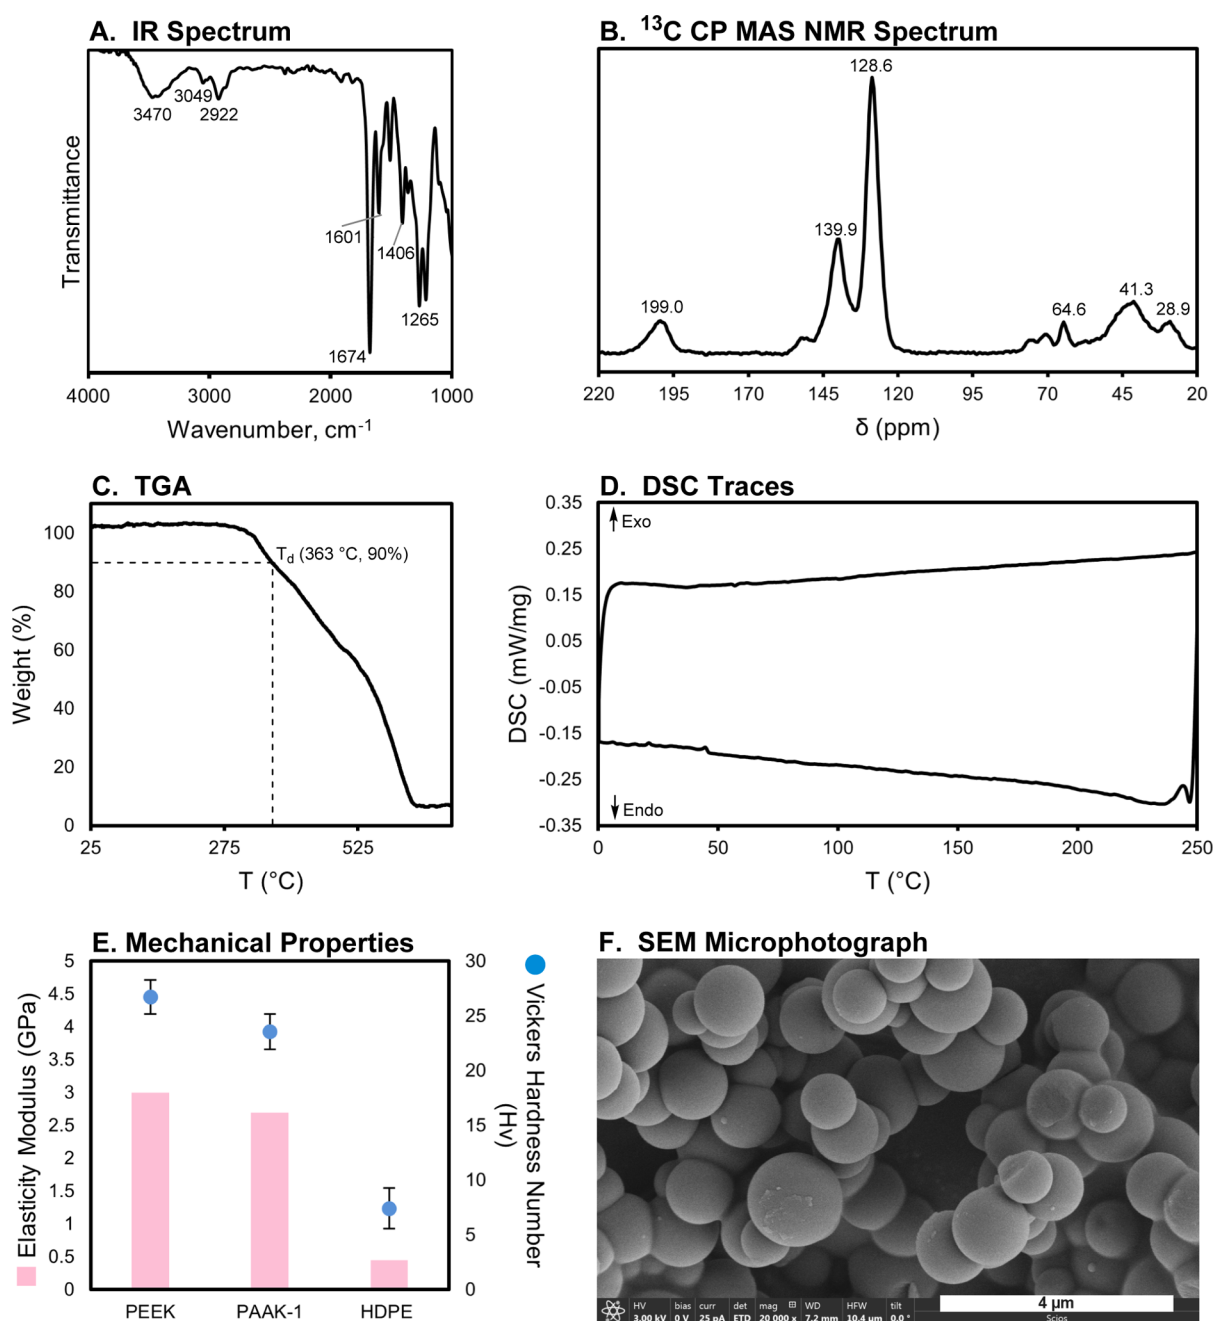 A. IR Spectrum
3470
3049
2922
1601
1406
1265
1674
Transmittance
4000 3000 2000 1000
Wavenumber, cm-1
B. 13C CP MAS NMR Spectrum
128.6
139.9
199.0
64.6
41.3
28.9
220 195 170 145 120 95 70 45 20
δ (ppm)
C. TGA
100
80
60
40
20
0
Td (363 °C, 90%)
Weight (%)
25 275 525
T (°C)
D. DSC Traces
0.35
0.25
0.15
0.05
-0.05
-0.15
-0.25
-0.35
Exo
Endo
DSC (mW/mg)
0 50 100 150 200 250
T (°C)
E. Mechanical Properties
5
4.5
4
3.5
3
2.5
2
1.5
1
0.5
0
Elasticity Modulus (GPa)
30
25
20
15
10
5
0
Vickers Hardness Number
(Hv)
PEEK PAAK-1 HDPE
F. SEM Microphotograph
HV bias curr det mag WD HFW tilt
3.00 kV 0 V 25 pA ETD 20 000 x 7.2 mm 10.4 µm 0.0 °
4 µm
Scios